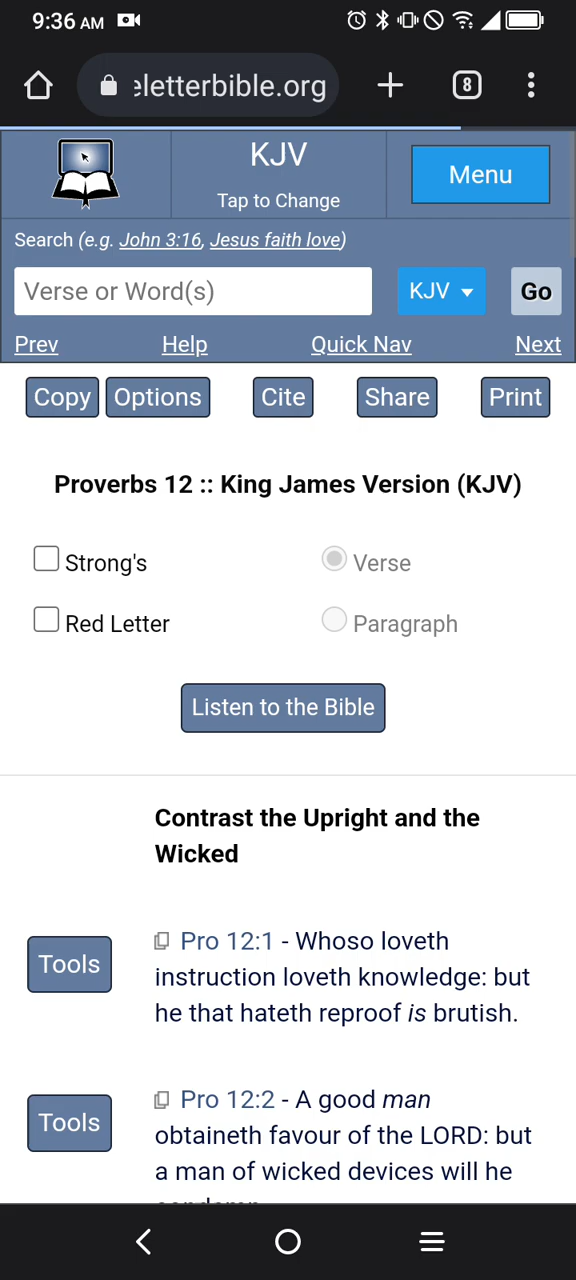 9:36 AM
eletterbible.org
8
KJV
Tap to Change
Menu
Search (e.g. John 3:16, Jesus faith love)
Verse or Word(s)
KJV
Go
Prev Help Quick Nav Next
Copy Options Cite Share Print
Proverbs 12 :: King James Version (KJV)
Strong's Verse
Red Letter Paragraph
Listen to the Bible
Contrast the Upright and the
Wicked
Tools
Pro 12:1 - Whoso loveth
instruction loveth knowledge: but
he that hateth reproof is brutish.
Tools
Pro 12:2 - A good man
obtaineth favour of the LORD: but
a man of wicked devices will he